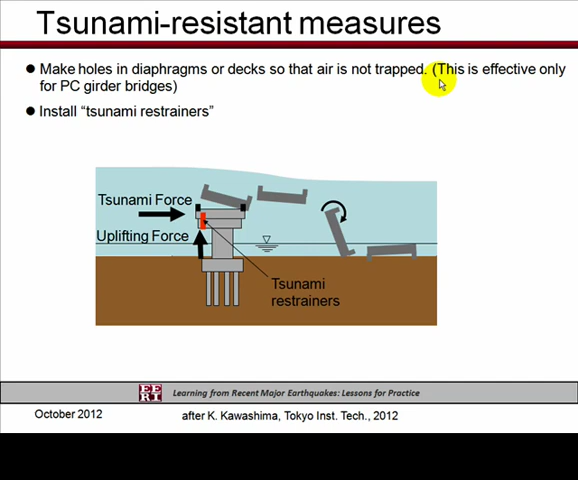 Tsunami-resistant measures
Make holes in diaphragms or decks so that air is not trapped. (This is effective only
for PC girder bridges)
Install “tsunami restrainers”
Tsunami Force
Uplifting Force
Tsunami
restrainers
EE
RI
Learning from Recent Major Earthquakes: Lessons for Practice
October 2012
after K. Kawashima, Tokyo Inst. Tech., 2012